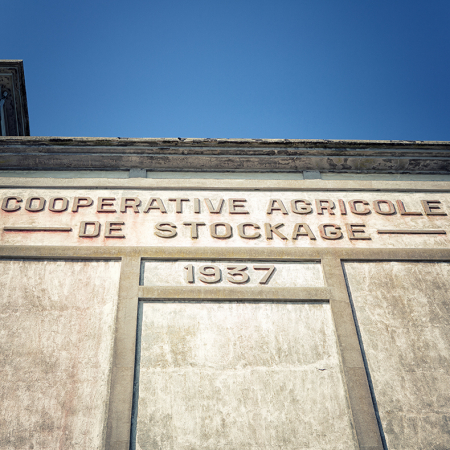 COOPERATIVE AGRICOLE
DE STOCKAGE
1937